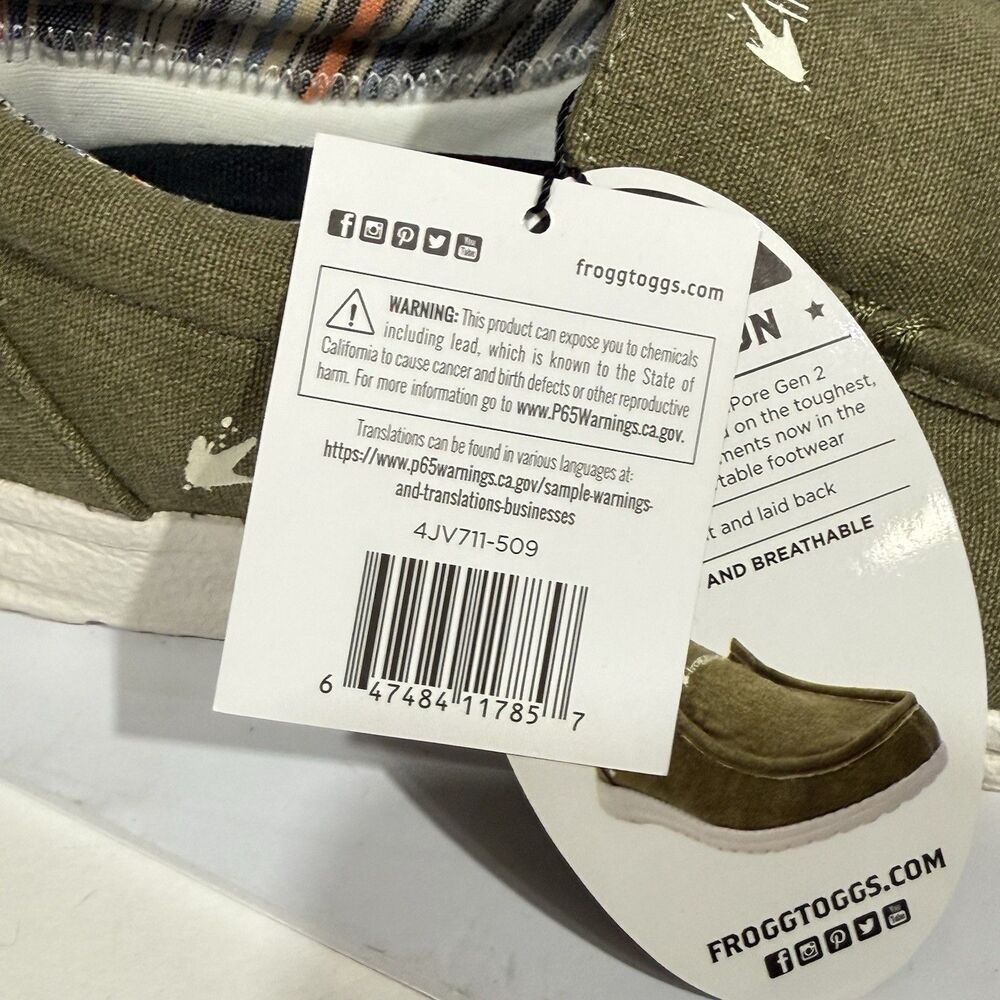 froggtoggs.com
WARNING: This product can expose you to chemicals
including lead, which is known to the State of
California to cause cancer and birth defects or other reproductive
harm. For more information go to www.P65Warnings.ca.gov.
Translations can be found in various languages at:
https://www.p65warnings.ca.gov/sample-warnings-
and-translations-businesses
4JV711-509
6 47484 11785 7
Pore Gen 2
on the toughest,
now in the
footwear
and laid back
AND BREATHABLE
FROGGTOGGS.COM